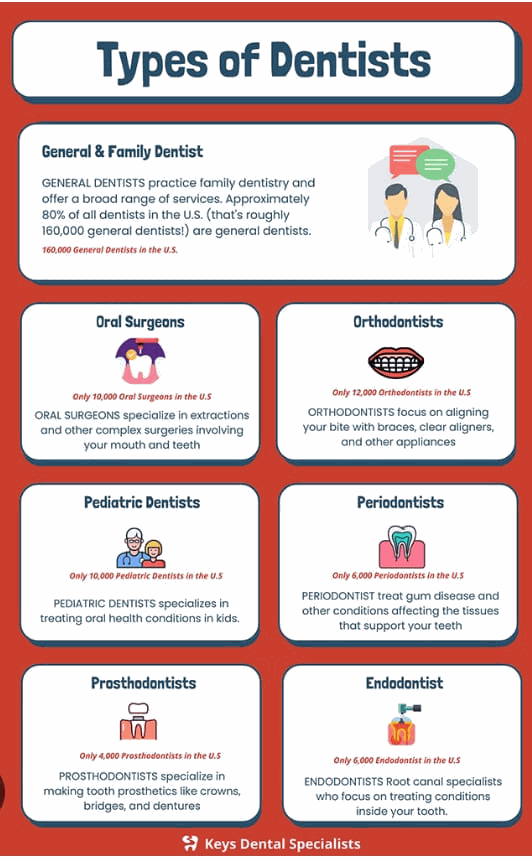 Types of Dentists
General & Family Dentist
GENERAL DENTISTS practice family dentistry and
offer a broad range of services. Approximately
80% of all dentists in the U.S. (that's roughly
160,000 general dentists!) are general dentists.
160,000 General Dentists in the U.S.
Oral Surgeons
Only 10,000 Oral Surgeons in the U.S
ORAL SURGEONS specialize in extractions
and other complex surgeries involving
your mouth and teeth
Orthodontists
Only 12,000 Orthodontists in the U.S
ORTHODONTISTS focus on aligning
your bite with braces, clear aligners,
and other appliances
Pediatric Dentists
Only 10,000 Pediatric Dentists in the U.S
PEDIATRIC DENTISTS specializes in
treating oral health conditions in kids.
Periodontists
Only 6,000 Periodontists in the U.S
PERIODONTIST treat gum disease and
other conditions affecting the tissues
that support your teeth
Prosthodontists
Only 4,000 Prosthodontists in the U.S
PROSTHODONTISTS specialize in
making tooth prosthetics like crowns,
bridges, and dentures
Endodontist
Only 6,000 Endodontist in the U.S
ENDODONTISTS Root canal specialists
who focus on treating conditions
inside your tooth.
Keys Dental Specialists